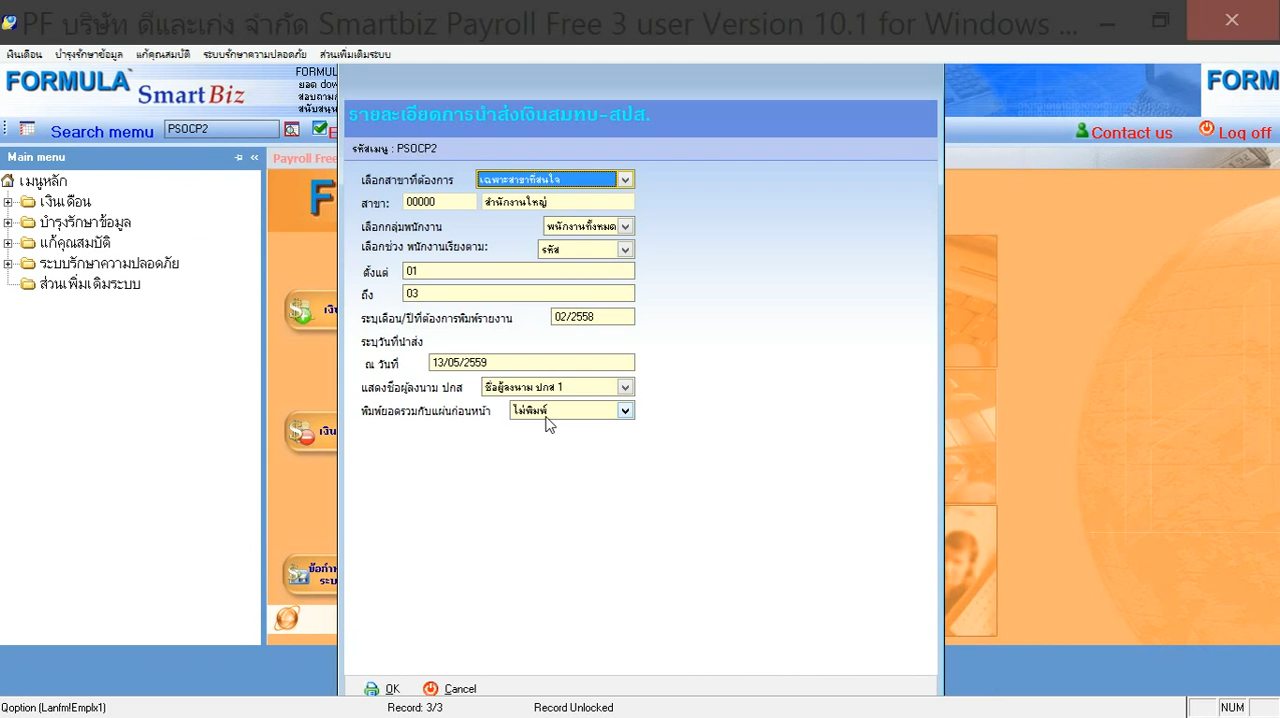 PF บริษัท ดีและเก่ง จำกัด Smartbiz Payroll Free 3 user Version 10.1 for Windows ...
เงินเดือน บำรุงรักษาข้อมูล แก้คุณสมบัติ ระบบรักษาความปลอดภัย ส่วนเพิ่มเติมระบบ
FORMULA SmartBiz
FORMUL
FORM
Search memu PSOCP2
Contact us Log off
Main menu
Payroll Free
เมนูหลัก
เงินเดือน
บำรุงรักษาข้อมูล
แก้คุณสมบัติ
ระบบรักษาความปลอดภัย
ส่วนเพิ่มเติมระบบ
รายละเอียดการนำส่งเงินสมทบ-สปส.
รหัสเมนู : PSOCP2
เลือกสาขาที่ต้องการ เฉพาะสาขาที่สนใจ
สาขา: 00000 สำนักงานใหญ่
เลือกกลุ่มพนักงาน พนักงานทั้งหมด
เลือกช่วง พนักงานเรียงตาม: รหัส
ตั้งแต่ 01
ถึง 03
ระบุเดือน/ปีที่ต้องการพิมพ์รายงาน 02/2558
ระบุวันที่นำส่ง
ณ วันที่ 13/05/2559
แสดงชื่อผู้ลงนาม ปกส ชื่อผู้ลงนาม ปกส 1
พิมพ์ยอดรวมกับแผ่นก่อนหน้า ไม่พิมพ์
OK Cancel
Qoption (Lanfm!Emplx1) Record: 3/3 Record Unlocked NUM